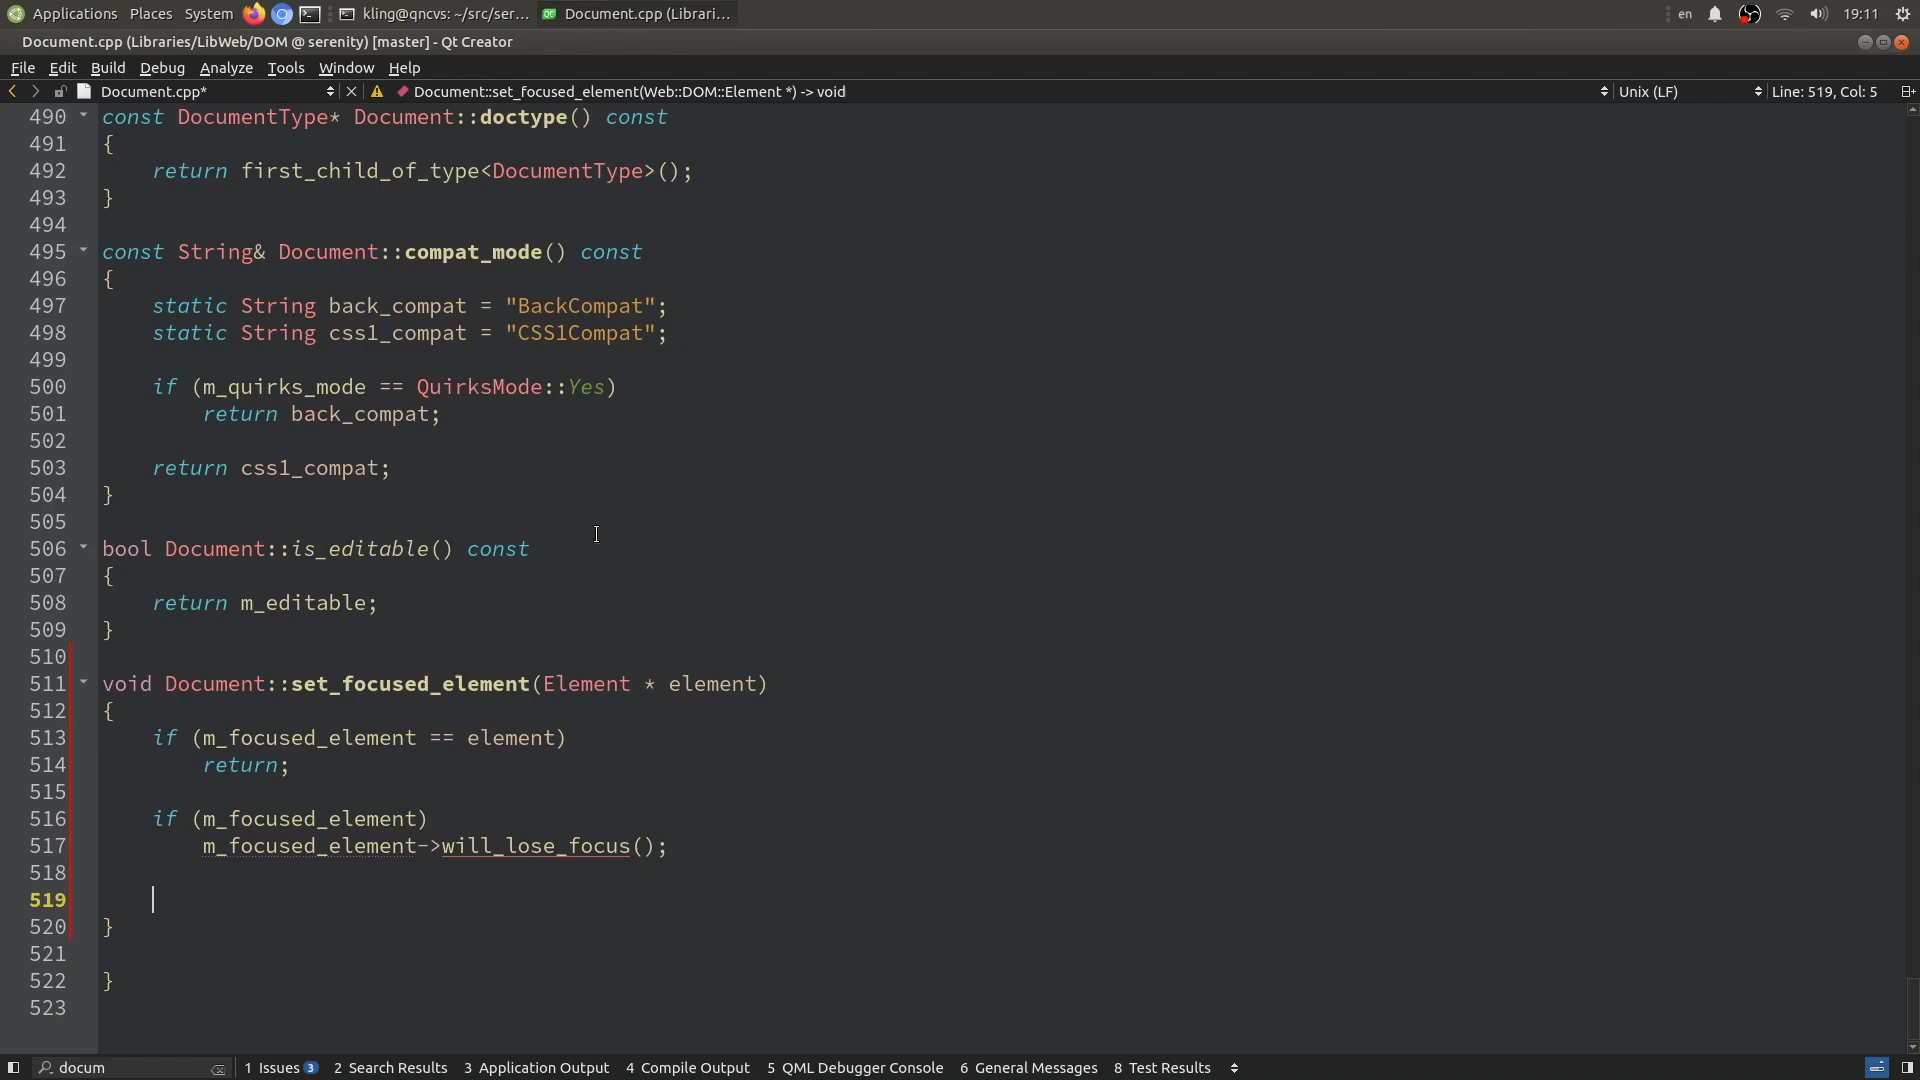 Applications Places System kling@qncvs: ~/src/ser... Document.cpp (Librari... en 19:11
Document.cpp (Libraries/LibWeb/DOM @ serenity) [master] - Qt Creator
File Edit Build Debug Analyze Tools Window Help
Document.cpp* Document::set_focused_element(Web::DOM::Element *) -> void Unix (LF) Line: 519, Col: 5
490 const DocumentType* Document::doctype() const
491 {
492     return first_child_of_type<DocumentType>();
493 }
494
495 const String& Document::compat_mode() const
496 {
497     static String back_compat = "BackCompat";
498     static String css1_compat = "CSS1Compat";
499
500     if (m_quirks_mode == QuirksMode::Yes)
501         return back_compat;
502
503     return css1_compat;
504 }
505
506 bool Document::is_editable() const
507 {
508     return m_editable;
509 }
510
511 void Document::set_focused_element(Element * element)
512 {
513     if (m_focused_element == element)
514         return;
515
516     if (m_focused_element)
517         m_focused_element->will_lose_focus();
518
519
520 }
521
522 }
523
docum 1 Issues 3 2 Search Results 3 Application Output 4 Compile Output 5 QML Debugger Console 6 General Messages 8 Test Results